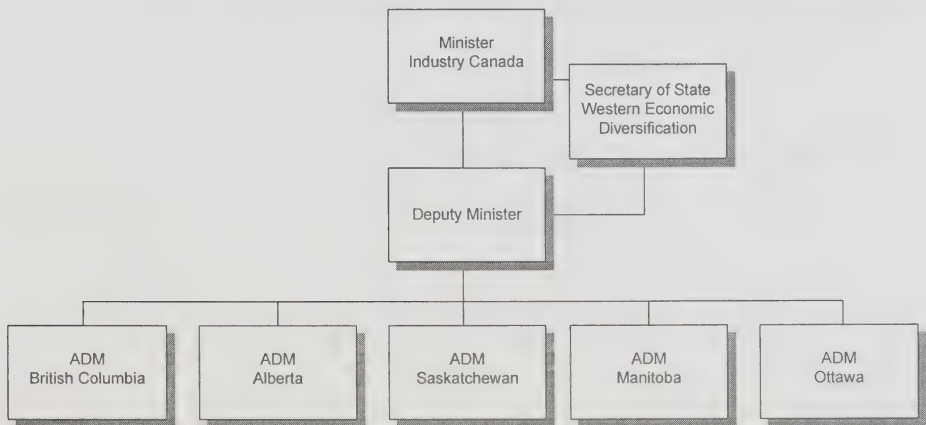 Minister
Industry Canada
Secretary of State
Western Economic
Diversification
Deputy Minister
ADM
British Columbia
ADM
Alberta
ADM
Saskatchewan
ADM
Manitoba
ADM
Ottawa